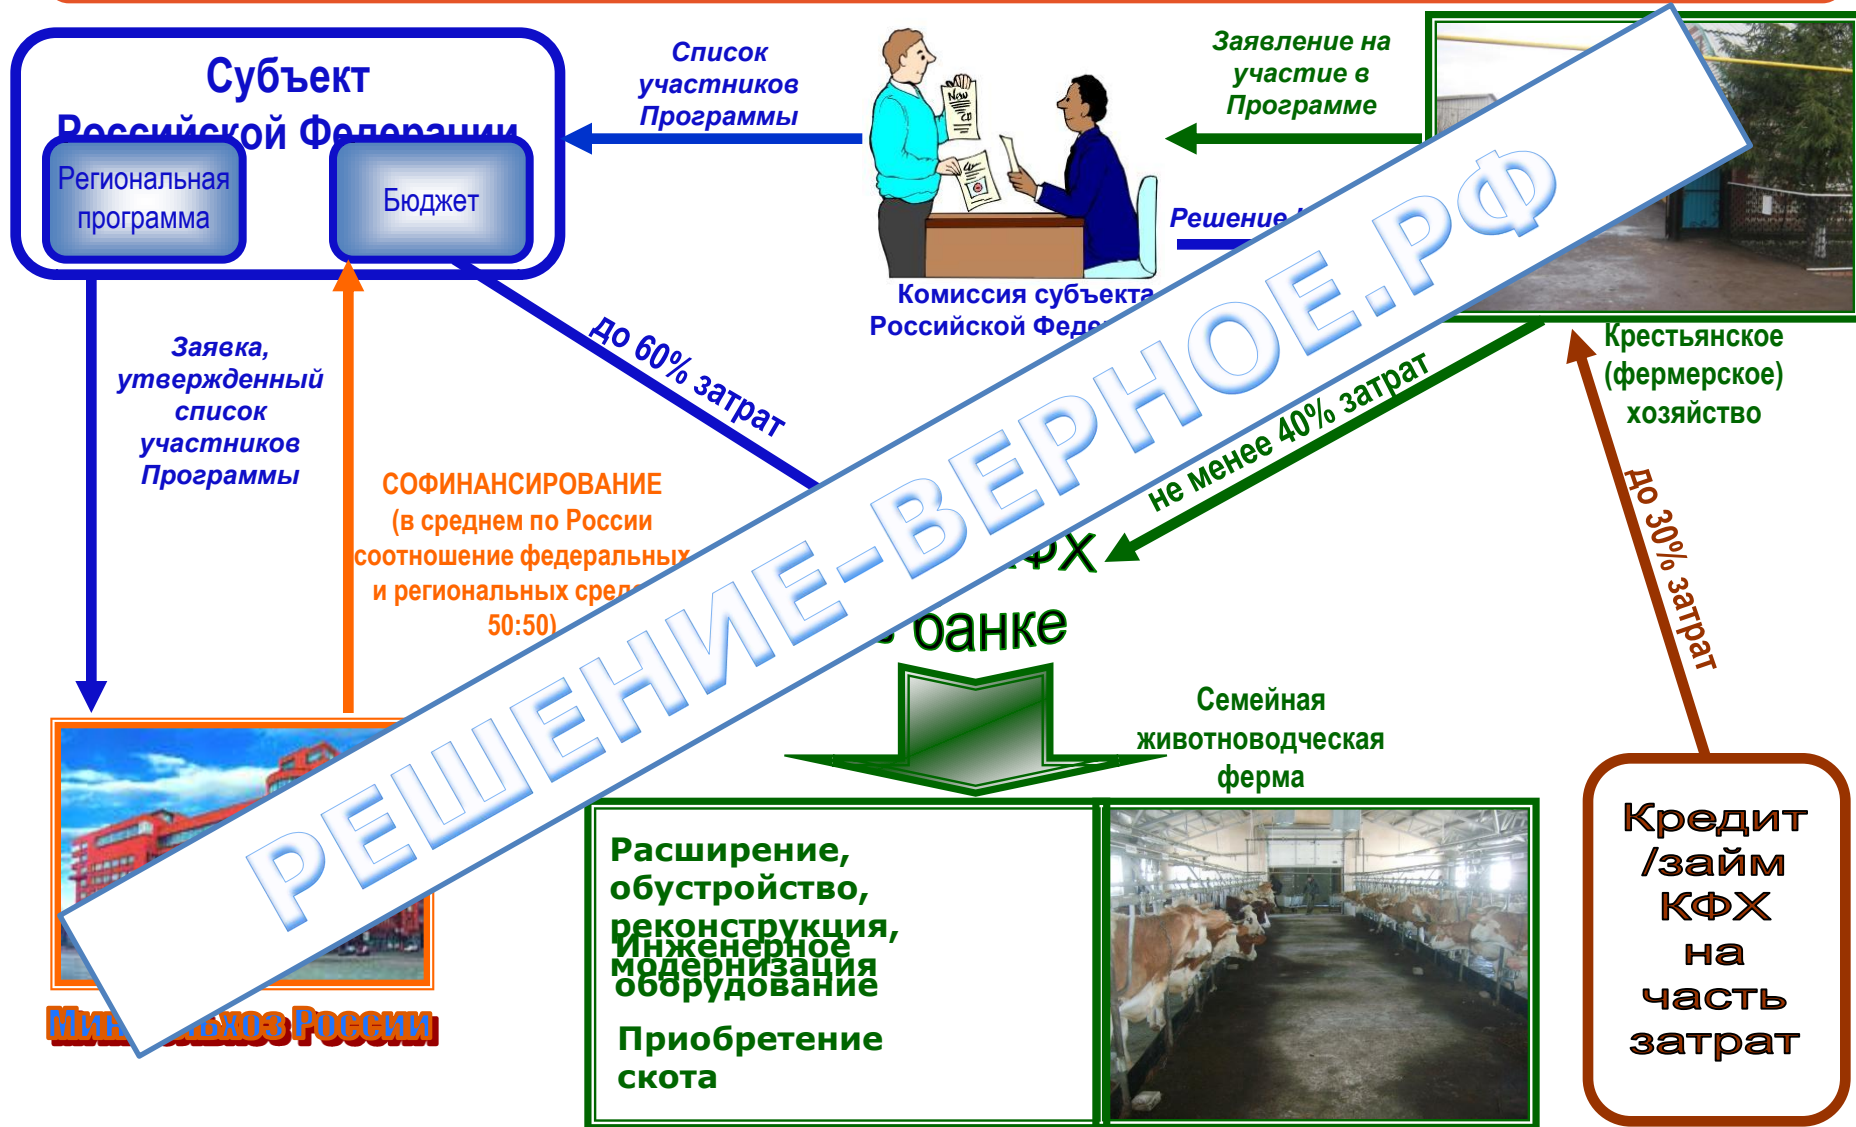 Субъект
Российской Федерации
Региональная
программа
Бюджет
Список
участников
Программы
Заявление на
участие в
Программе
Решение
Комиссия субъекта
Российской
Крестьянское
(фермерское)
хозяйство
Заявка,
утвержденный
список
участников
Программы
до 60% затрат
не менее 40% затрат
до 30% затрат
СОФИНАНСИРОВАНИЕ
(в среднем по России
соотношение федеральных
и региональных
50:50)
КФХ
в банке
РЕШЕНИЕ-ВЕРНОЕ.РФ
Семейная
животноводческая
ферма
Расширение,
обустройство,
реконструкция,
модернизация
Инженерное
оборудование
Приобретение
скота
Кредит
/займ
КФХ
на
часть
затрат
России